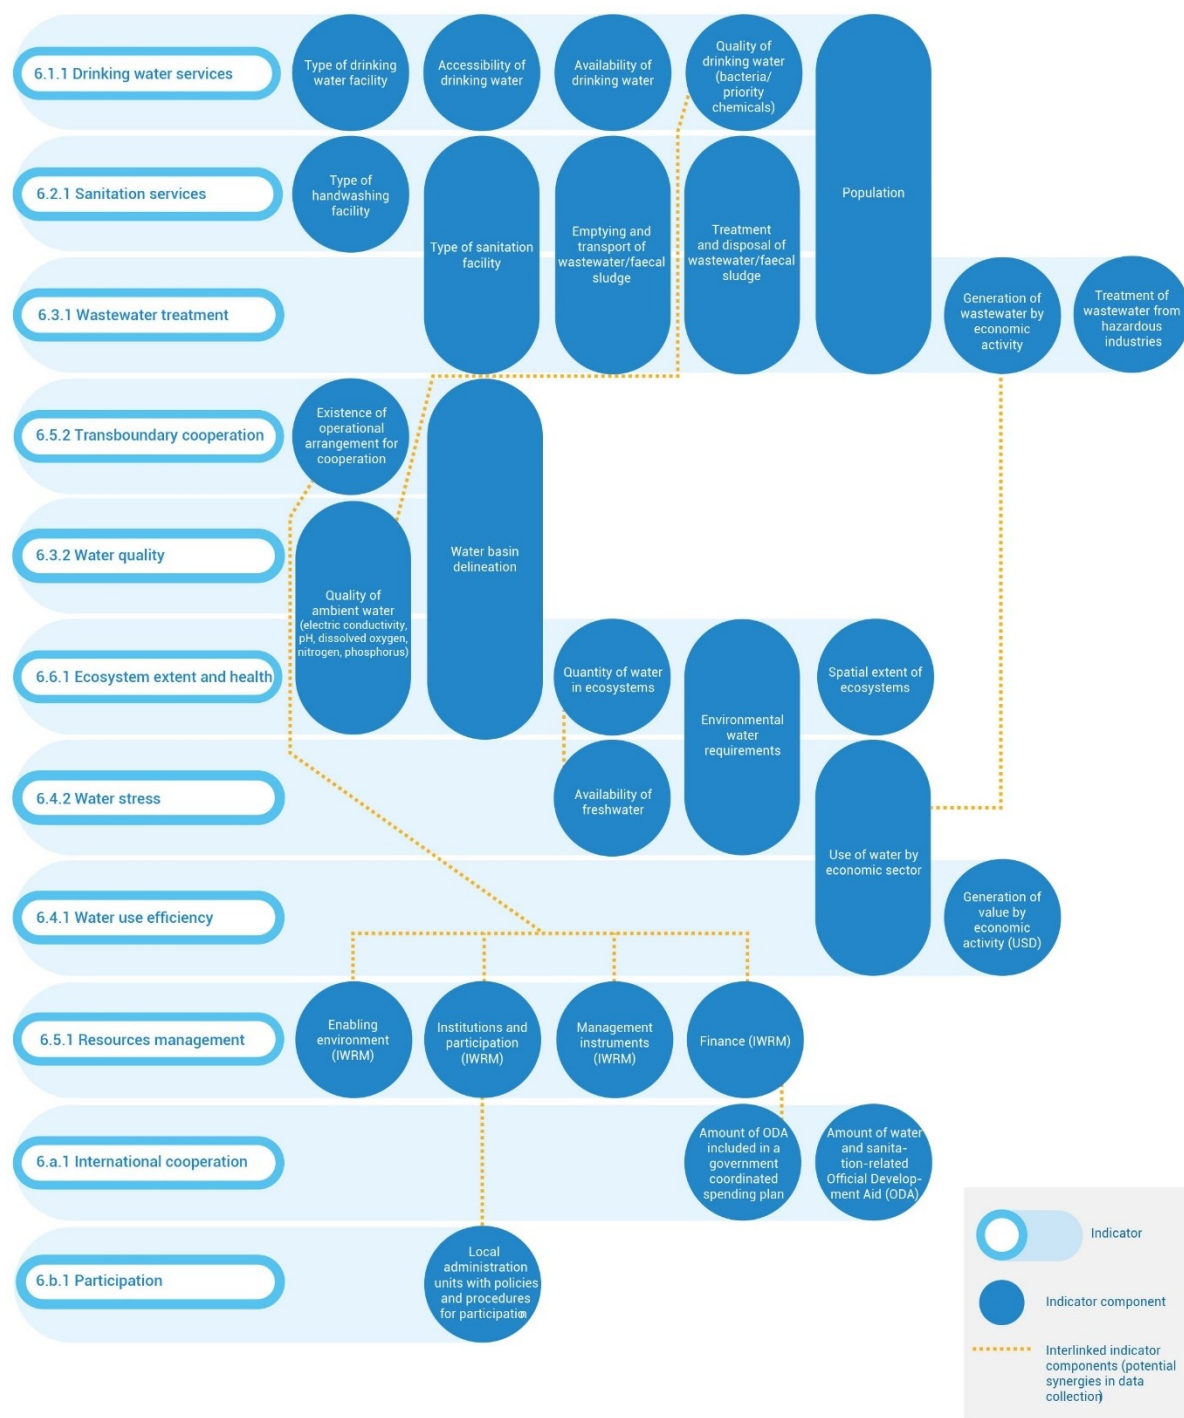 6.1.1 Drinking water services
Type of drinking
water facility
Accessibility of
drinking water
Availability of
drinking water
Quality of
drinking water
(bacteria/
priority
chemicals)
6.2.1 Sanitation services
Type of
handwashing
facility
Type of sanitation
facility
Emptying and
transport of
wastewater/faecal
sludge
Treatment
and disposal of
wastewater/faecal
sludge
Population
6.3.1 Wastewater treatment
Generation of
wastewater by
economic
activity
Treatment of
wastewater from
hazardous
industries
6.5.2 Transboundary cooperation
Existence of
operational
arrangement for
cooperation
6.3.2 Water quality
Quality of
ambient water
(electric conductivity,
pH, dissolved oxygen,
nitrogen, phosphorus)
Water basin
delineation
6.6.1 Ecosystem extent and health
Quantity of water
in ecosystems
Environmental
water
requirements
Spatial extent of
ecosystems
6.4.2 Water stress
Availability of
freshwater
Use of water by
economic sector
6.4.1 Water use efficiency
Generation of
value by
economic
activity (USD)
6.5.1 Resources management
Enabling
environment
(IWRM)
Institutions and
participation
(IWRM)
Management
instruments
(IWRM)
Finance (IWRM)
6.a.1 International cooperation
Amount of ODA
included in a
government
coordinated
spending plan
Amount of water
and sanita-
tion-related
Official Develop-
ment Aid (ODA)
6.b.1 Participation
Local
administration
units with policies
and procedures
for participation
Indicator
Indicator component
Interlinked indicator
components (potential
synergies in data
collection)